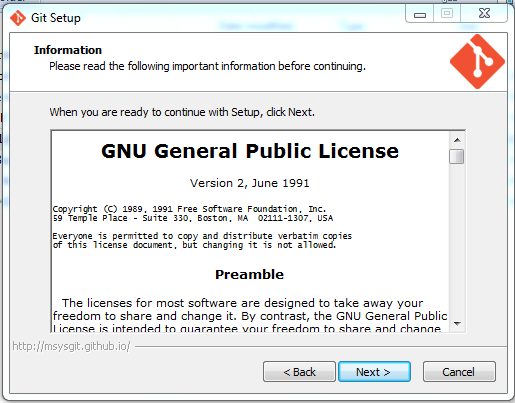 Git Setup
Information
Please read the following important information before continuing.
When you are ready to continue with Setup, click Next.
GNU General Public License
Version 2, June 1991
Copyright (C) 1989, 1991 Free Software Foundation, Inc.
59 Temple Place - Suite 330, Boston, MA  02111-1307, USA
Everyone is permitted to copy and distribute verbatim copies
of this license document, but changing it is not allowed.
Preamble
The licenses for most software are designed to take away your
freedom to share and change it. By contrast, the GNU General Public
License is intended to guarantee your freedom to share and change
http://msysgit.github.io/
< Back
Next >
Cancel